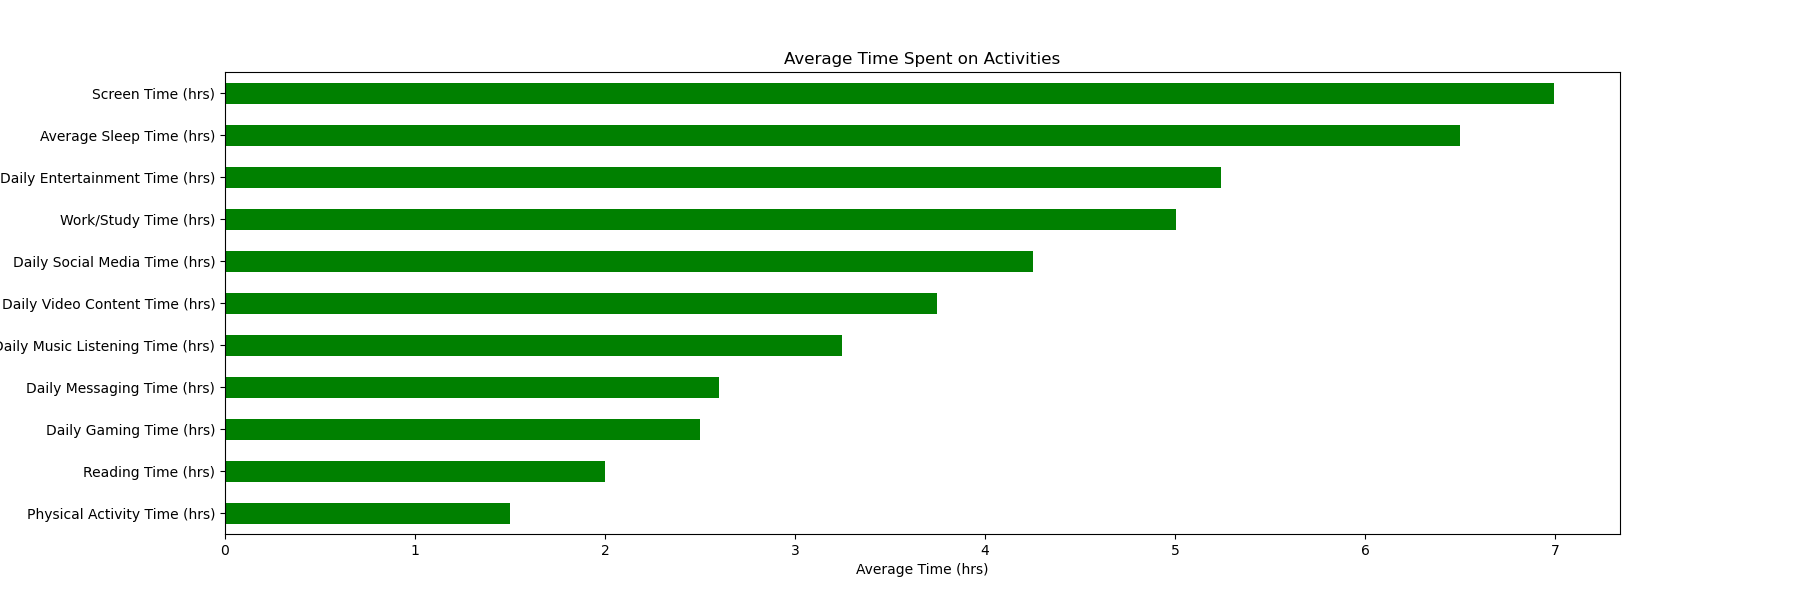 Average Time Spent on Activities
Screen Time (hrs)
Average Sleep Time (hrs)
Daily Entertainment Time (hrs)
Work/Study Time (hrs)
Daily Social Media Time (hrs)
Daily Video Content Time (hrs)
Daily Music Listening Time (hrs)
Daily Messaging Time (hrs)
Daily Gaming Time (hrs)
Reading Time (hrs)
Physical Activity Time (hrs)
0 1 2 3 4 5 6 7
Average Time (hrs)